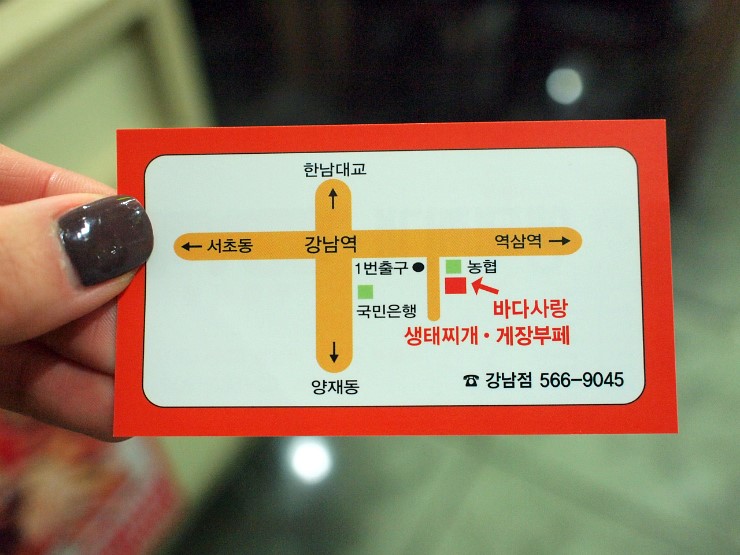 한남대교
← 서초동 강남역 역삼역 →
1번출구 ● 농협
국민은행 바다사랑
생태찌개 · 게장부페
양재동
☎ 강남점 566-9045